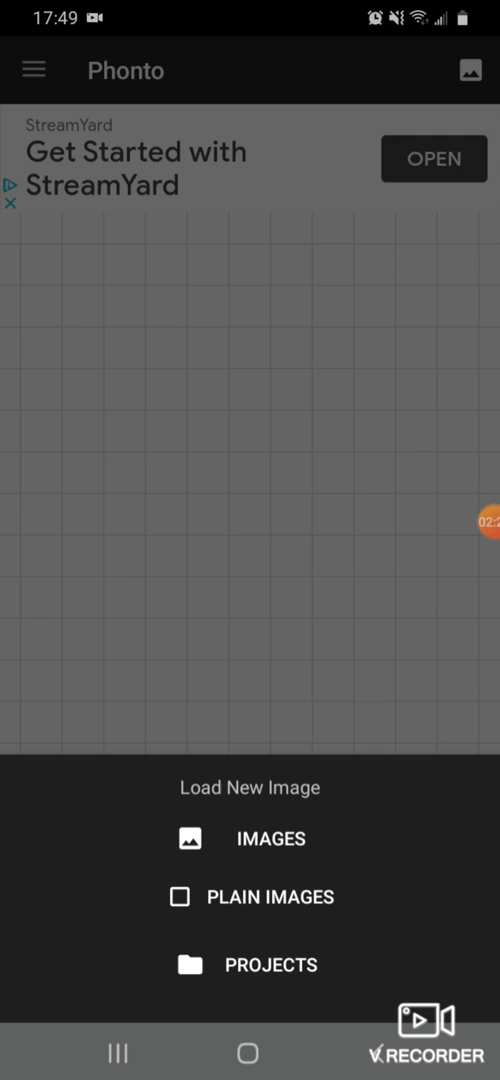 17:49
Phonto
StreamYard
Get Started with
StreamYard
OPEN
Load New Image
IMAGES
PLAIN IMAGES
PROJECTS
RECORDER